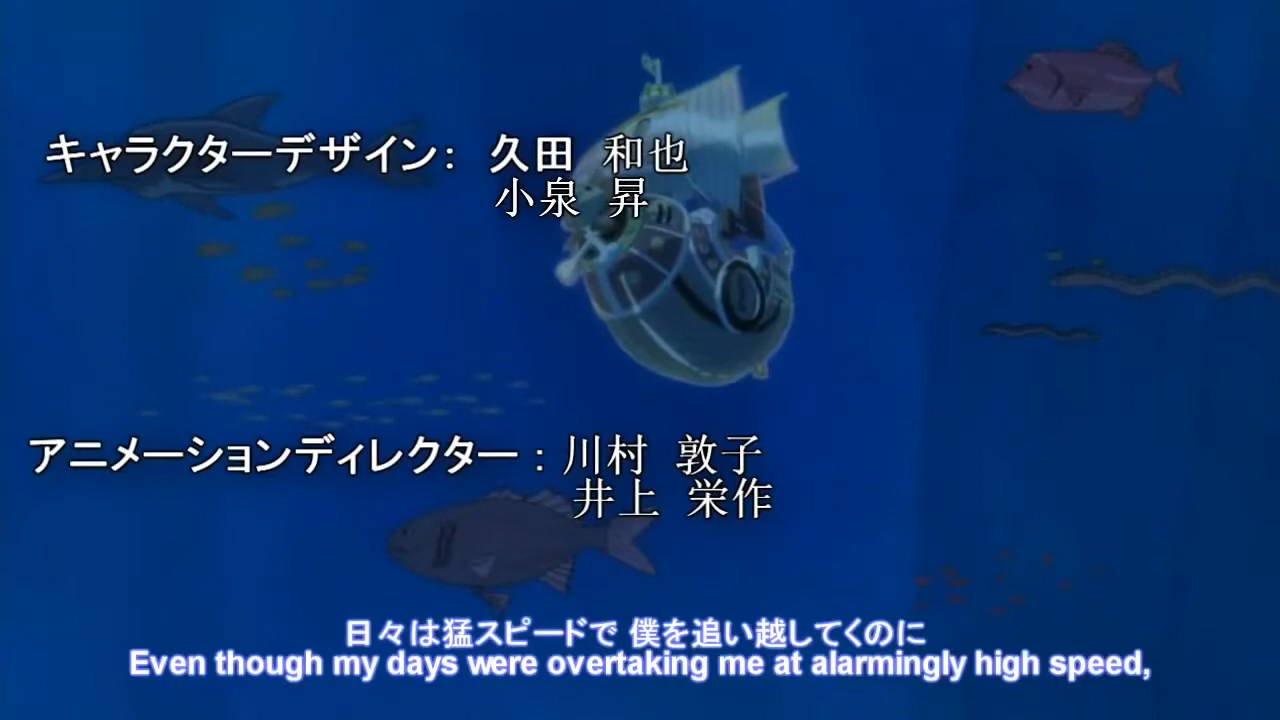 キャラクターデザイン： 久田 和也
小泉 昇
アニメーションディレクター：川村 敦子
井上 栄作
日々は猛スピードで 僕を追い越してくのに
Even though my days were overtaking me at alarmingly high speed,